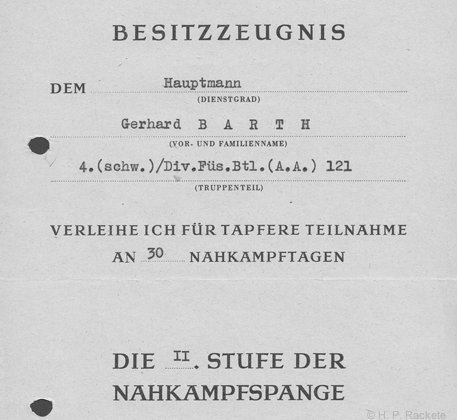 BESITZZEUGNIS
DEM Hauptmann
(DIENSTGRAD)
Gerhard B A R T H
(VOR- UND FAMILIENNAME)
4.(schw.)/Div.Füs.Btl.(A.A.) 121
(TRUPPENTEIL)
VERLEIHE ICH FÜR TAPFERE TEILNAHME
AN 30 NAHKAMPFTAGEN
DIE II. STUFE DER
NAHKAMPFSPANGE
© H. P. Rackete